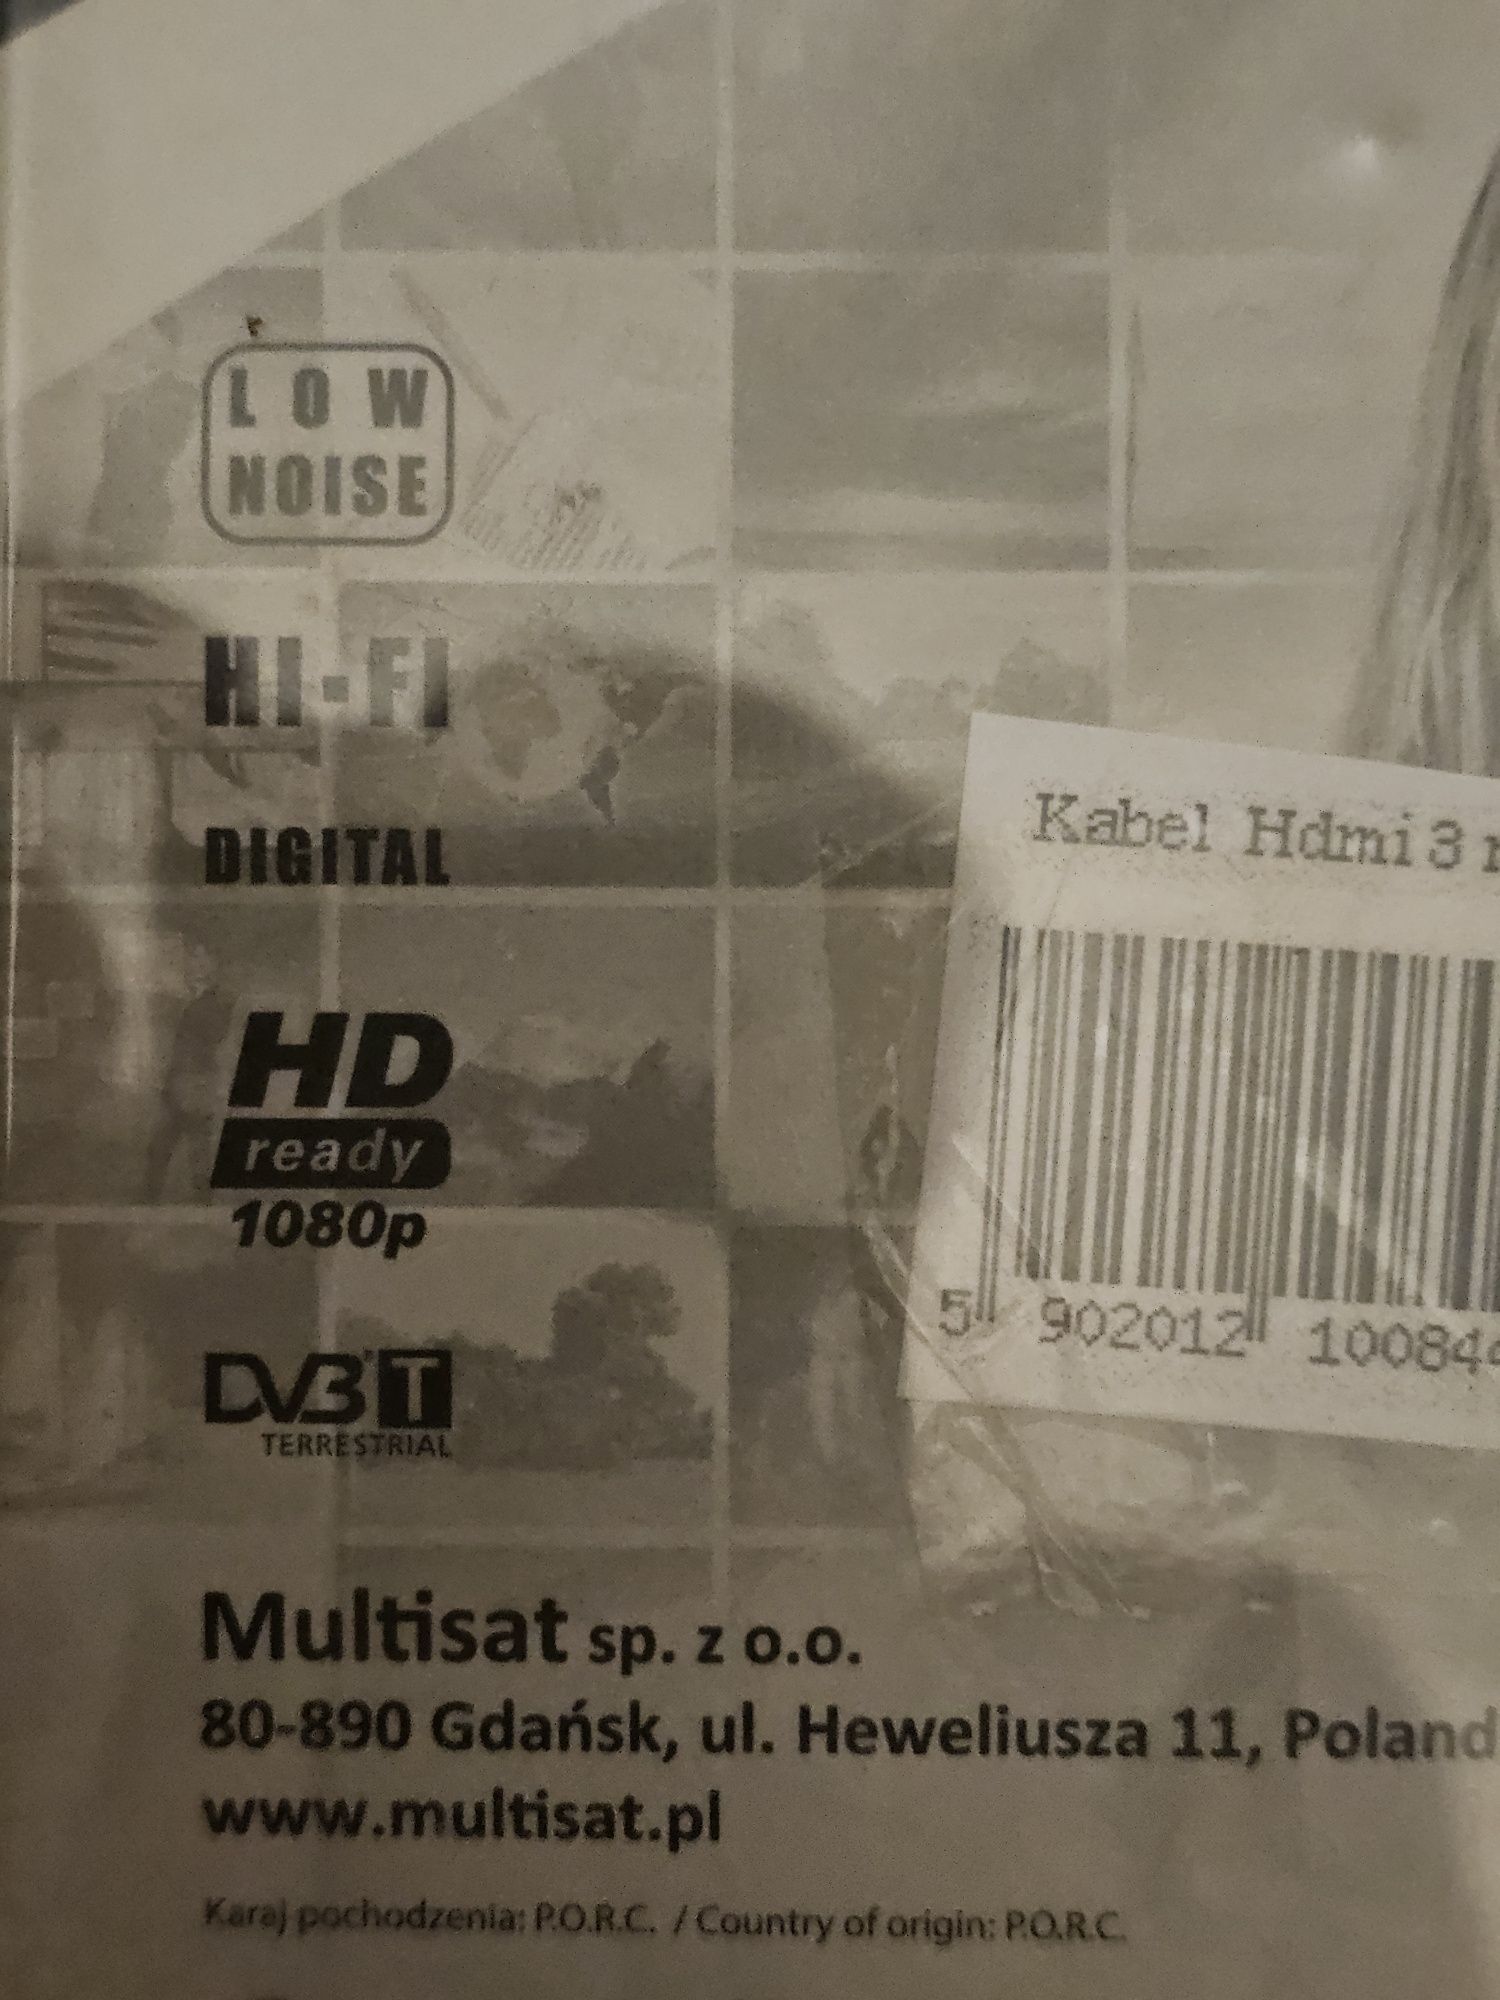 LOW
NOISE
HI-FI
DIGITAL
HD
ready
1080p
DVB T
TERRESTRIAL
Kabel Hdmi 3
5 902012 100844
Multisat sp. z o.o.
80-890 Gdańsk, ul. Heweliusza 11, Poland
www.multisat.pl
Karaj pochodzenia: P.O.R.C. / Country of origin: P.O.R.C.